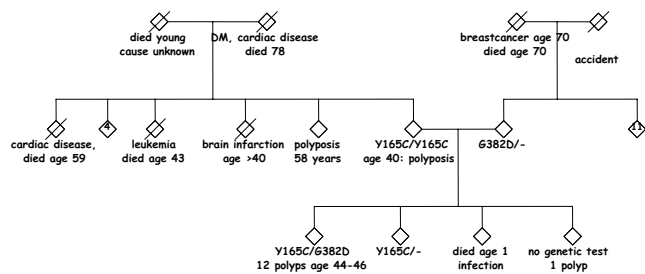 died young
cause unknown
DM, cardiac disease
died 78
breastcancer age 70
died age 70
accident
4
11
cardiac disease,
died age 59
leukemia
died age 43
brain infarction
age >40
polyposis
58 years
Y165C/Y165C
age 40: polyposis
G382D/-
Y165C/G382D
12 polyps age 44-46
Y165C/-
died age 1
infection
no genetic test
1 polyp